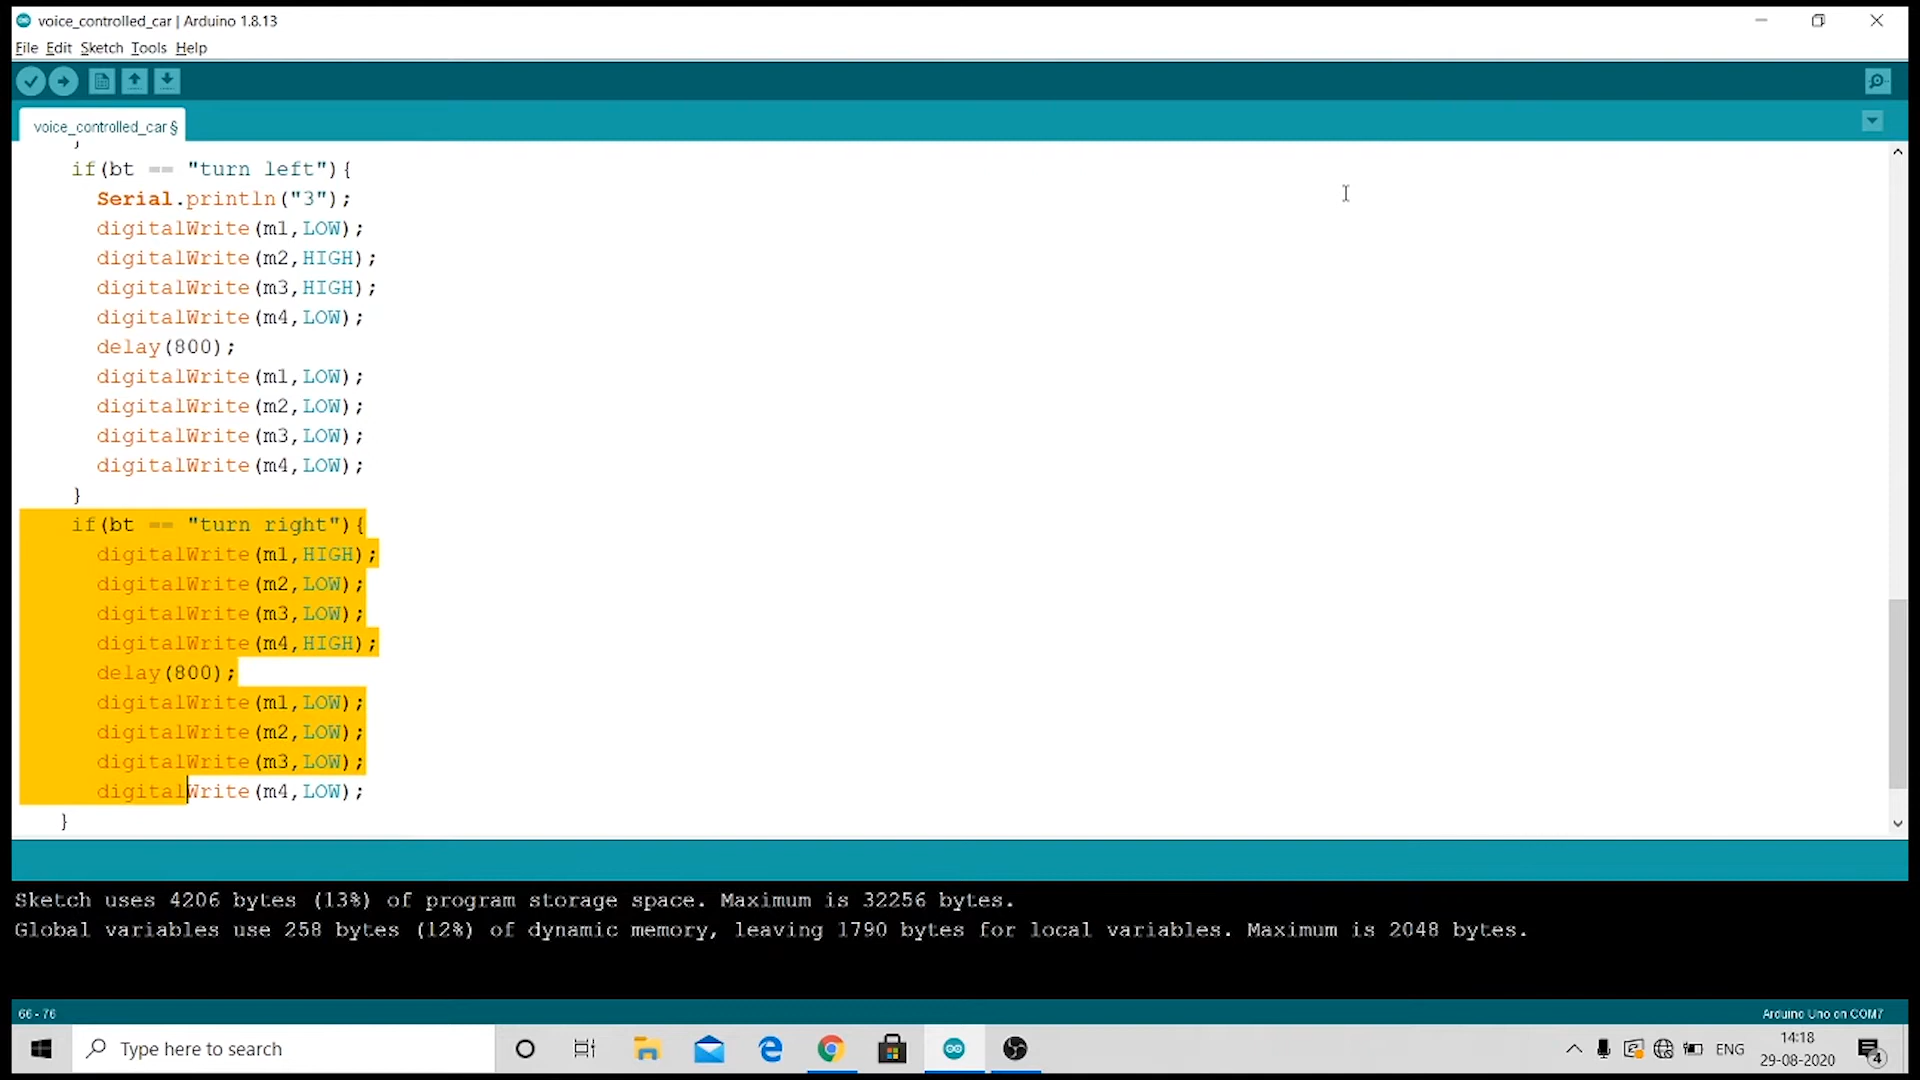 voice_controlled_car | Arduino 1.8.13
File Edit Sketch Tools Help
voice_controlled_car §
}
if(bt == "turn left"){
Serial.println("3");
digitalWrite(m1,LOW);
digitalWrite(m2,HIGH);
digitalWrite(m3,HIGH);
digitalWrite(m4,LOW);
delay(800);
digitalWrite(m1,LOW);
digitalWrite(m2,LOW);
digitalWrite(m3,LOW);
digitalWrite(m4,LOW);
}
if(bt == "turn right"){
digitalWrite(m1,HIGH);
digitalWrite(m2,LOW);
digitalWrite(m3,LOW);
digitalWrite(m4,HIGH);
delay(800);
digitalWrite(m1,LOW);
digitalWrite(m2,LOW);
digitalWrite(m3,LOW);
digitalWrite(m4,LOW);
}
Sketch uses 4206 bytes (13%) of program storage space. Maximum is 32256 bytes.
Global variables use 258 bytes (12%) of dynamic memory, leaving 1790 bytes for local variables. Maximum is 2048 bytes.
66 - 76
Arduino Uno on COM7
Type here to search
ENG
14:18
29-08-2020
4